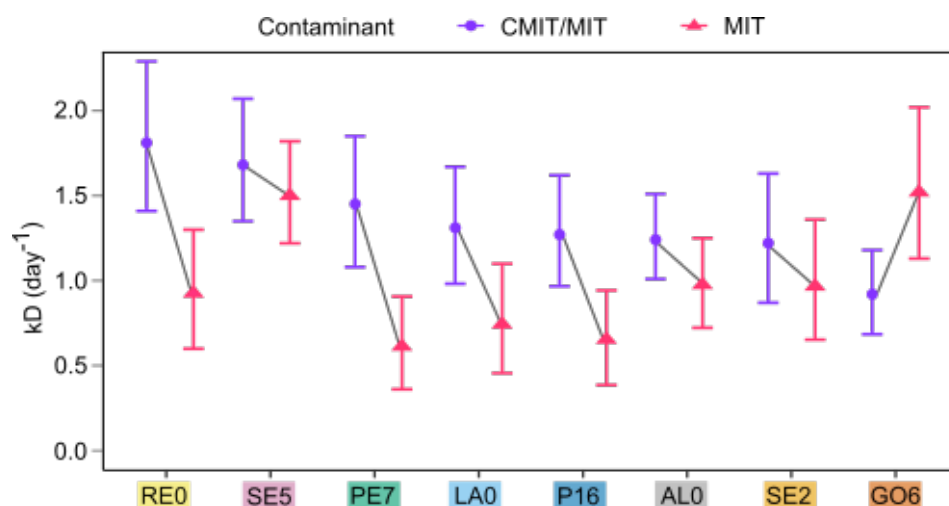 Contaminant CMIT/MIT MIT
kD (day⁻¹)
2.0
1.5
1.0
0.5
0.0
RE0 SE5 PE7 LA0 P16 AL0 SE2 GO6